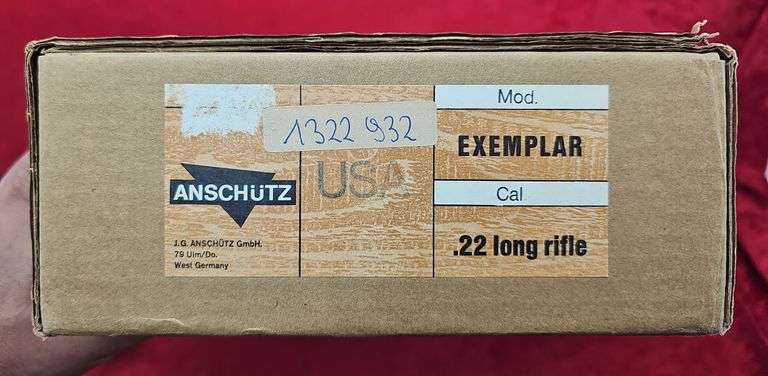 1322 932
ANSCHÜTZ
J.G. ANSCHÜTZ GmbH.
79 Ulm/Do.
West Germany
USA
Mod.
EXEMPLAR
Cal
.22 long rifle